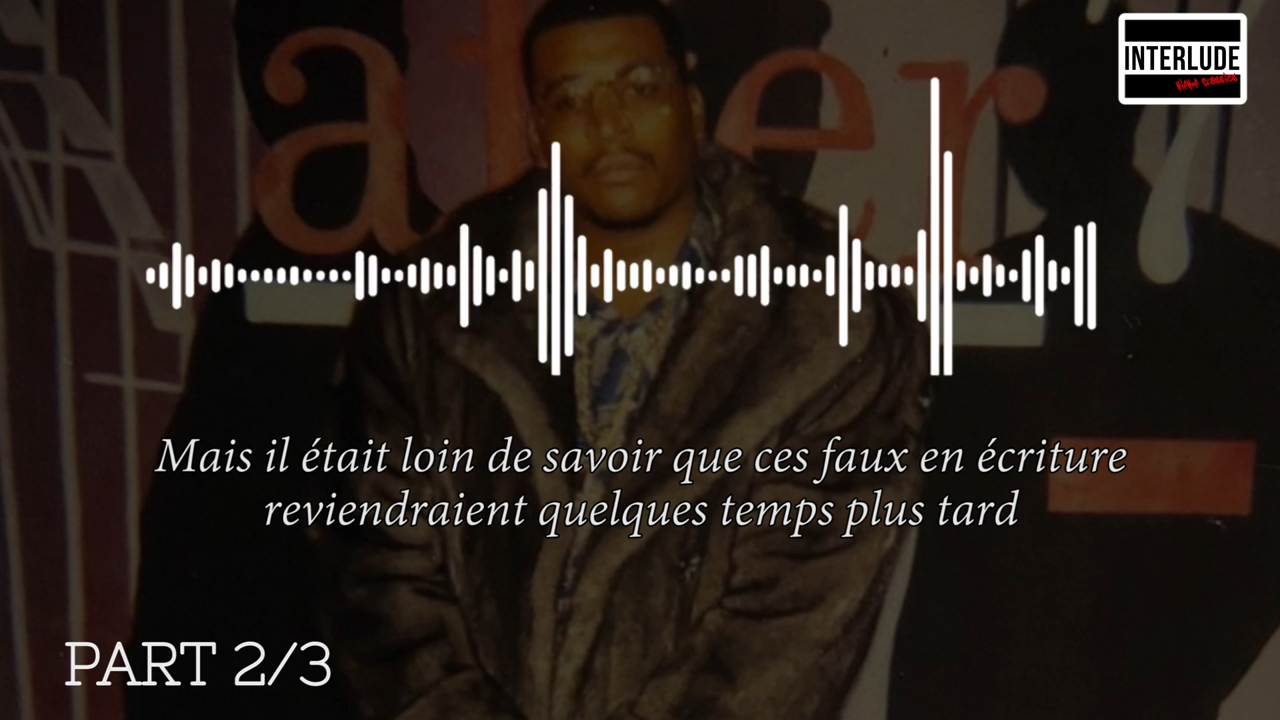 INTERLUDE
Mais il était loin de savoir que ces faux en écriture
reviendraient quelques temps plus tard
PART 2/3